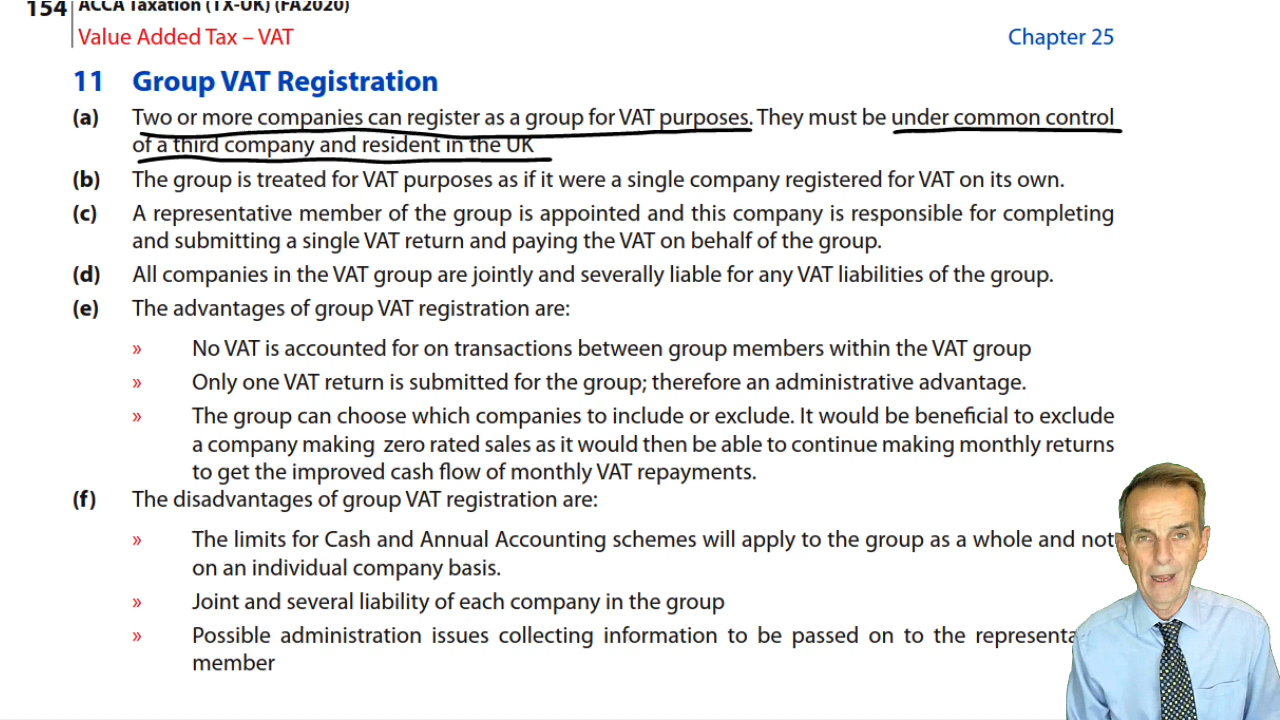 154 ACCA Taxation (TX-UK) (FA2020)
Value Added Tax – VAT Chapter 25
11 Group VAT Registration
(a) Two or more companies can register as a group for VAT purposes. They must be under common control
of a third company and resident in the UK
(b) The group is treated for VAT purposes as if it were a single company registered for VAT on its own.
(c) A representative member of the group is appointed and this company is responsible for completing
and submitting a single VAT return and paying the VAT on behalf of the group.
(d) All companies in the VAT group are jointly and severally liable for any VAT liabilities of the group.
(e) The advantages of group VAT registration are:
» No VAT is accounted for on transactions between group members within the VAT group
» Only one VAT return is submitted for the group; therefore an administrative advantage.
» The group can choose which companies to include or exclude. It would be beneficial to exclude
a company making zero rated sales as it would then be able to continue making monthly returns
to get the improved cash flow of monthly VAT repayments.
(f) The disadvantages of group VAT registration are:
» The limits for Cash and Annual Accounting schemes will apply to the group as a whole and not
on an individual company basis.
» Joint and several liability of each company in the group
» Possible administration issues collecting information to be passed on to the
member